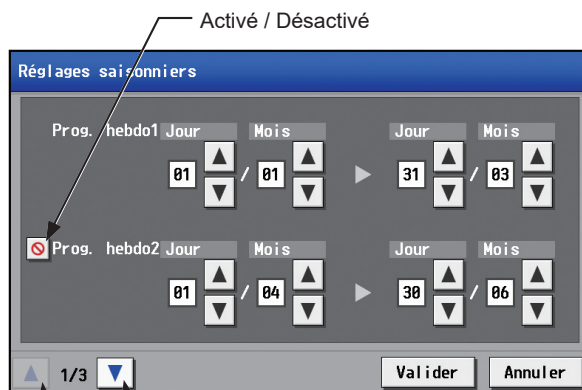 Activé / Désactivé
Réglages saisonniers
Prog. hebdo1 Jour Mois Jour Mois
01 / 01 31 / 03
Prog. hebdo2 Jour Mois Jour Mois
01 / 04 30 / 06
1/3 Valider Annuler